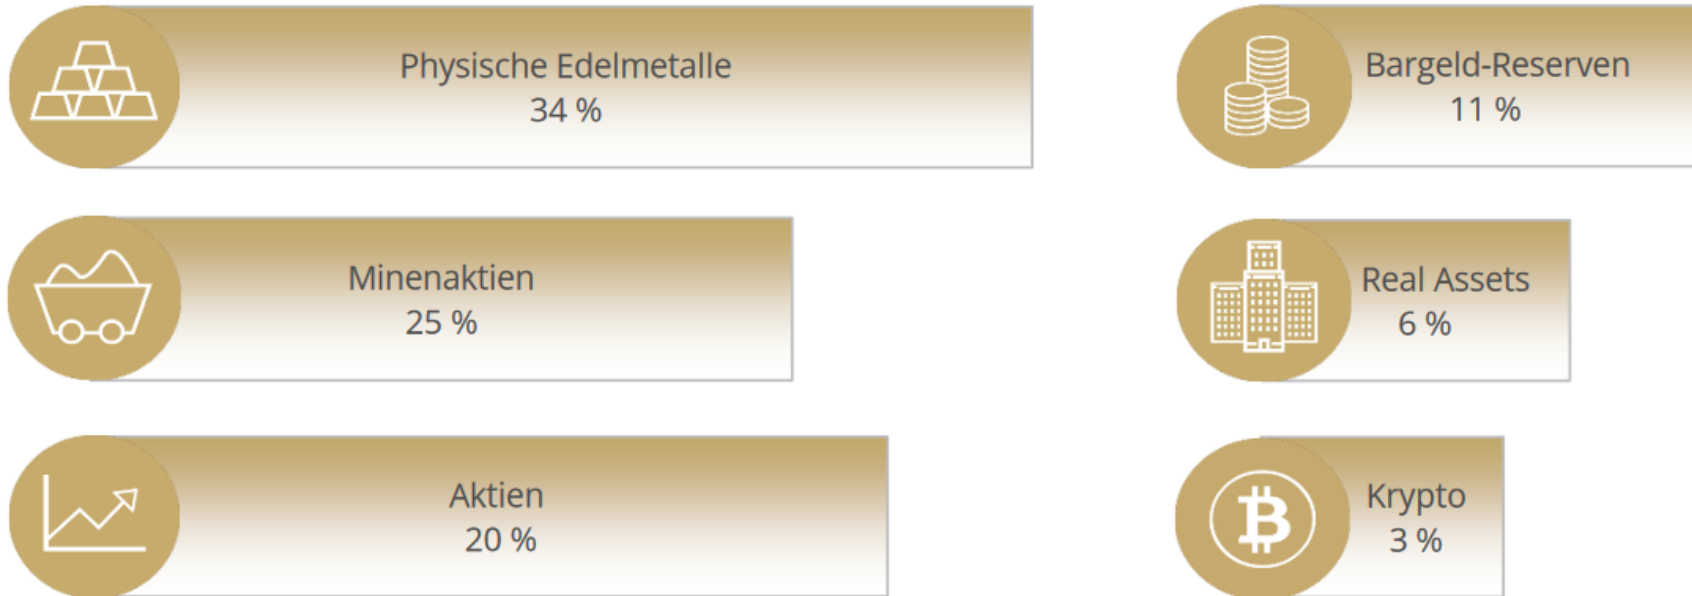 Physische Edelmetalle
34 %
Minenaktien
25 %
Aktien
20 %
Bargeld-Reserven
11 %
Real Assets
6 %
Krypto
3 %